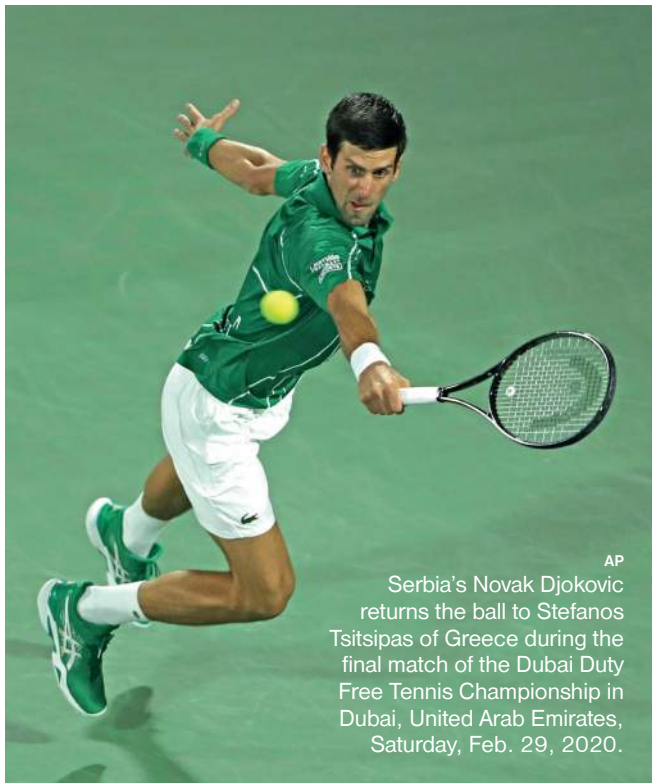 AP
Serbia's Novak Djokovic
returns the ball to Stefanos
Tsitsipas of Greece during the
final match of the Dubai Duty
Free Tennis Championship in
Dubai, United Arab Emirates,
Saturday, Feb. 29, 2020.